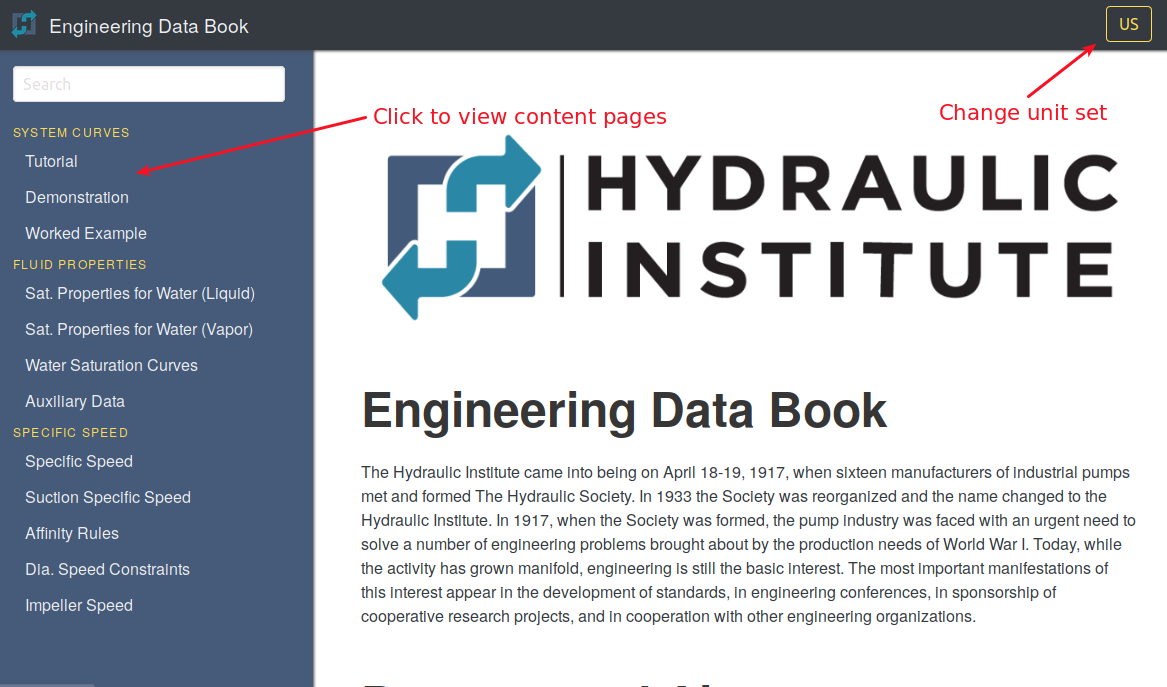 Engineering Data Book
US
Search
Click to view content pages
Change unit set
SYSTEM CURVES
Tutorial
Demonstration
Worked Example
FLUID PROPERTIES
Sat. Properties for Water (Liquid)
Sat. Properties for Water (Vapor)
Water Saturation Curves
Auxiliary Data
SPECIFIC SPEED
Specific Speed
Suction Specific Speed
Affinity Rules
Dia. Speed Constraints
Impeller Speed
HYDRAULIC
INSTITUTE
Engineering Data Book
The Hydraulic Institute came into being on April 18-19, 1917, when sixteen manufacturers of industrial pumps
met and formed The Hydraulic Society. In 1933 the Society was reorganized and the name changed to the
Hydraulic Institute. In 1917, when the Society was formed, the pump industry was faced with an urgent need to
solve a number of engineering problems brought about by the production needs of World War I. Today, while
the activity has grown manifold, engineering is still the basic interest. The most important manifestations of
this interest appear in the development of standards, in engineering conferences, in sponsorship of
cooperative research projects, and in cooperation with other engineering organizations.